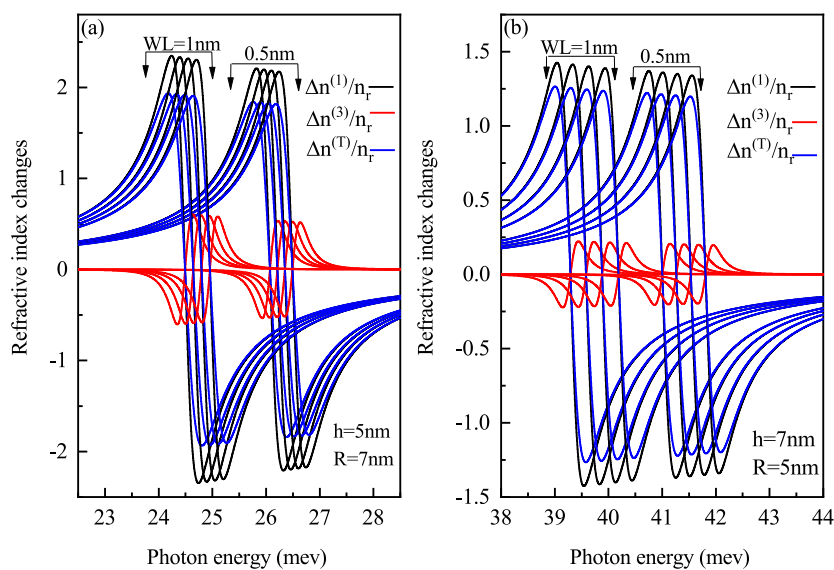 (a)
WL=1nm
0.5nm
Δn⁽¹⁾/nᵣ
Δn⁽³⁾/nᵣ
Δn⁽ᵀ⁾/nᵣ
2
1
0
-1
-2
Refractive index changes
h=5nm
R=7nm
22.5 24 25 26 27 28
Photon energy (mev)
(b)
WL=1nm
0.5nm
Δn⁽¹⁾/nᵣ
Δn⁽³⁾/nᵣ
Δn⁽ᵀ⁾/nᵣ
1.5
1.0
0.5
0.0
-0.5
-1.0
-1.5
Refractive index changes
h=7nm
R=5nm
38 39 40 41 42 43 44
Photon energy (mev)